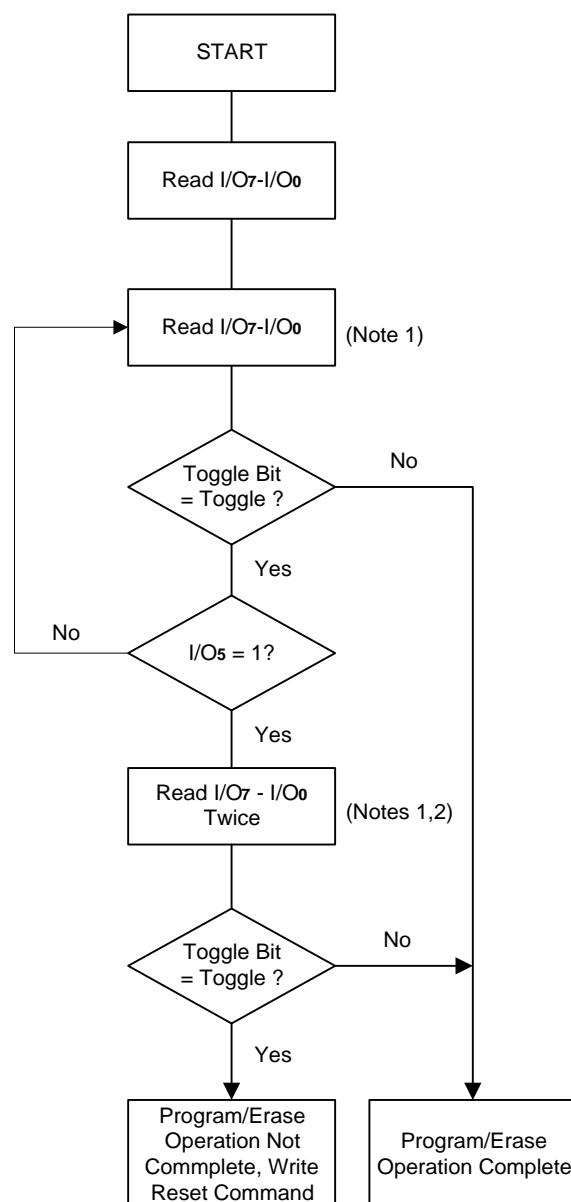 START
Read I/O7-I/O0
Read I/O7-I/O0
(Note 1)
Toggle Bit
= Toggle ?
No
Yes
No
I/O5 = 1?
Yes
Read I/O7 - I/O0
Twice
(Notes 1,2)
Toggle Bit
= Toggle ?
No
Yes
Program/Erase
Operation Not
Commplete, Write
Reset Command
Program/Erase
Operation Complete